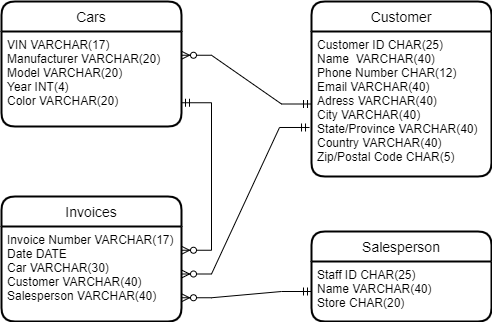 Cars
VIN VARCHAR(17)
Manufacturer VARCHAR(20)
Model VARCHAR(20)
Year INT(4)
Color VARCHAR(20)
Customer
Customer ID CHAR(25)
Name VARCHAR(40)
Phone Number CHAR(12)
Email VARCHAR(40)
Adress VARCHAR(40)
City VARCHAR(40)
State/Province VARCHAR(40)
Country VARCHAR(40)
Zip/Postal Code CHAR(5)
Invoices
Invoice Number VARCHAR(17)
Date DATE
Car VARCHAR(30)
Customer VARCHAR(40)
Salesperson VARCHAR(40)
Salesperson
Staff ID CHAR(25)
Name VARCHAR(40)
Store CHAR(20)